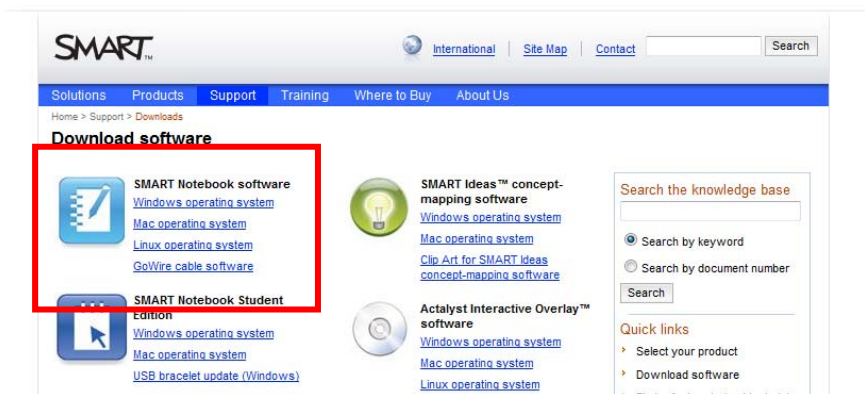 SMART™
International | Site Map | Contact
Search
Solutions Products Support Training Where to Buy About Us
Home > Support > Downloads
Download software
SMART Notebook software
Windows operating system
Mac operating system
Linux operating system
GoWire cable software
SMART Notebook Student
Edition
Windows operating system
Mac operating system
USB bracelet update (Windows)
SMART Ideas™ concept-
mapping software
Windows operating system
Mac operating system
Clip Art for SMART Ideas
concept-mapping software
Actalyst Interactive Overlay™
software
Windows operating system
Mac operating system
Linux operating system
Search the knowledge base
Search by keyword
Search by document number
Search
Quick links
Select your product
Download software